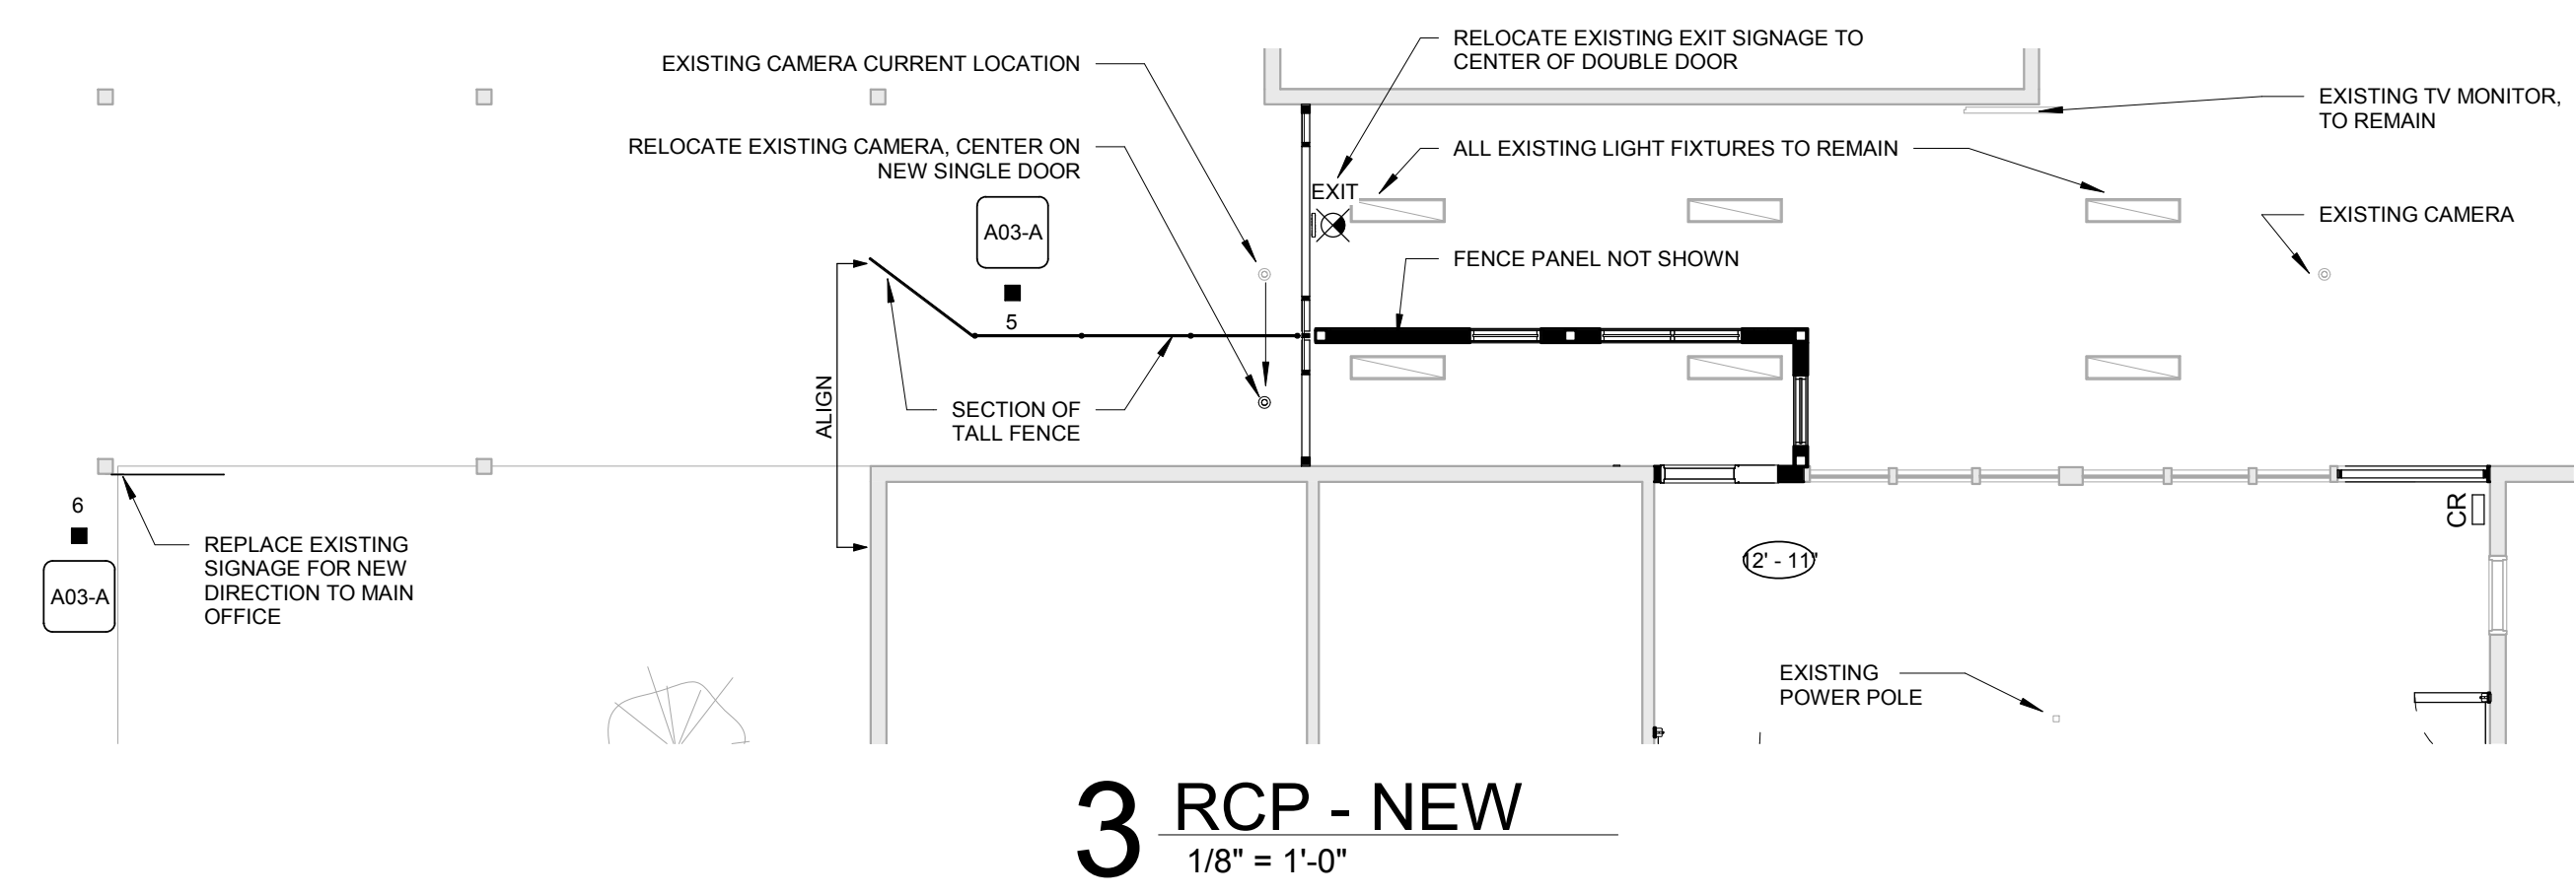 EXISTING CAMERA CURRENT LOCATION
RELOCATE EXISTING EXIT SIGNAGE TO
CENTER OF DOUBLE DOOR
EXISTING TV MONITOR,
TO REMAIN
RELOCATE EXISTING CAMERA, CENTER ON
NEW SINGLE DOOR
ALL EXISTING LIGHT FIXTURES TO REMAIN
EXIT
EXISTING CAMERA
A03-A
5
FENCE PANEL NOT SHOWN
ALIGN
SECTION OF
TALL FENCE
6
A03-A
REPLACE EXISTING
SIGNAGE FOR NEW
DIRECTION TO MAIN
OFFICE
CR
12' - 11"
EXISTING
POWER POLE
3
RCP - NEW
1/8" = 1'-0"